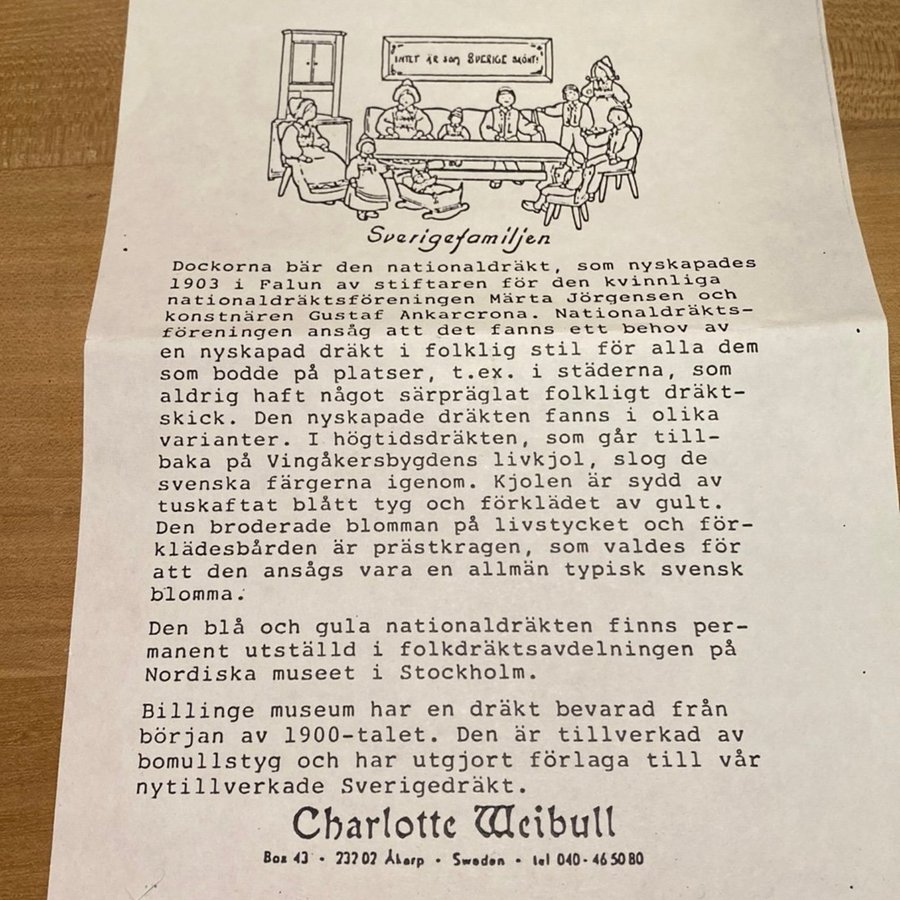 INTET ÄR SOM SVERIGE SKÖNT!
Sverigefamiljen
Dockorna bär den nationaldräkt, som nyskapades
1903 i Falun av stiftaren för den kvinnliga
nationaldräktsföreningen Märta Jörgensen och
konstnären Gustaf Ankarcrona. Nationaldräkts-
föreningen ansåg att det fanns ett behov av
en nyskapad dräkt i folklig stil för alla dem
som bodde på platser, t.ex. i städerna, som
aldrig haft något särpräglat folkligt dräkt-
skick. Den nyskapade dräkten fanns i olika
varianter. I högtidsdräkten, som går till-
baka på Vingåkersbygdens livkjol, slog de
svenska färgerna igenom. Kjolen är sydd av
tuskaftat blått tyg och förklädet av gult.
Den broderade blomman på livstycket och för-
klädesbården är prästkragen, som valdes för
att den ansågs vara en allmän typisk svensk
blomma.
Den blå och gula nationaldräkten finns per-
manent utställd i folkdräktsavdelningen på
Nordiska museet i Stockholm.
Billinge museum har en dräkt bevarad från
början av 1900-talet. Den är tillverkad av
bomullstyg och har utgjort förlaga till vår
nytillverkade Sverigedräkt.
Charlotte Weibull
Box 43 • 232 02 Åkarp • Sweden • tel 040-46 50 80